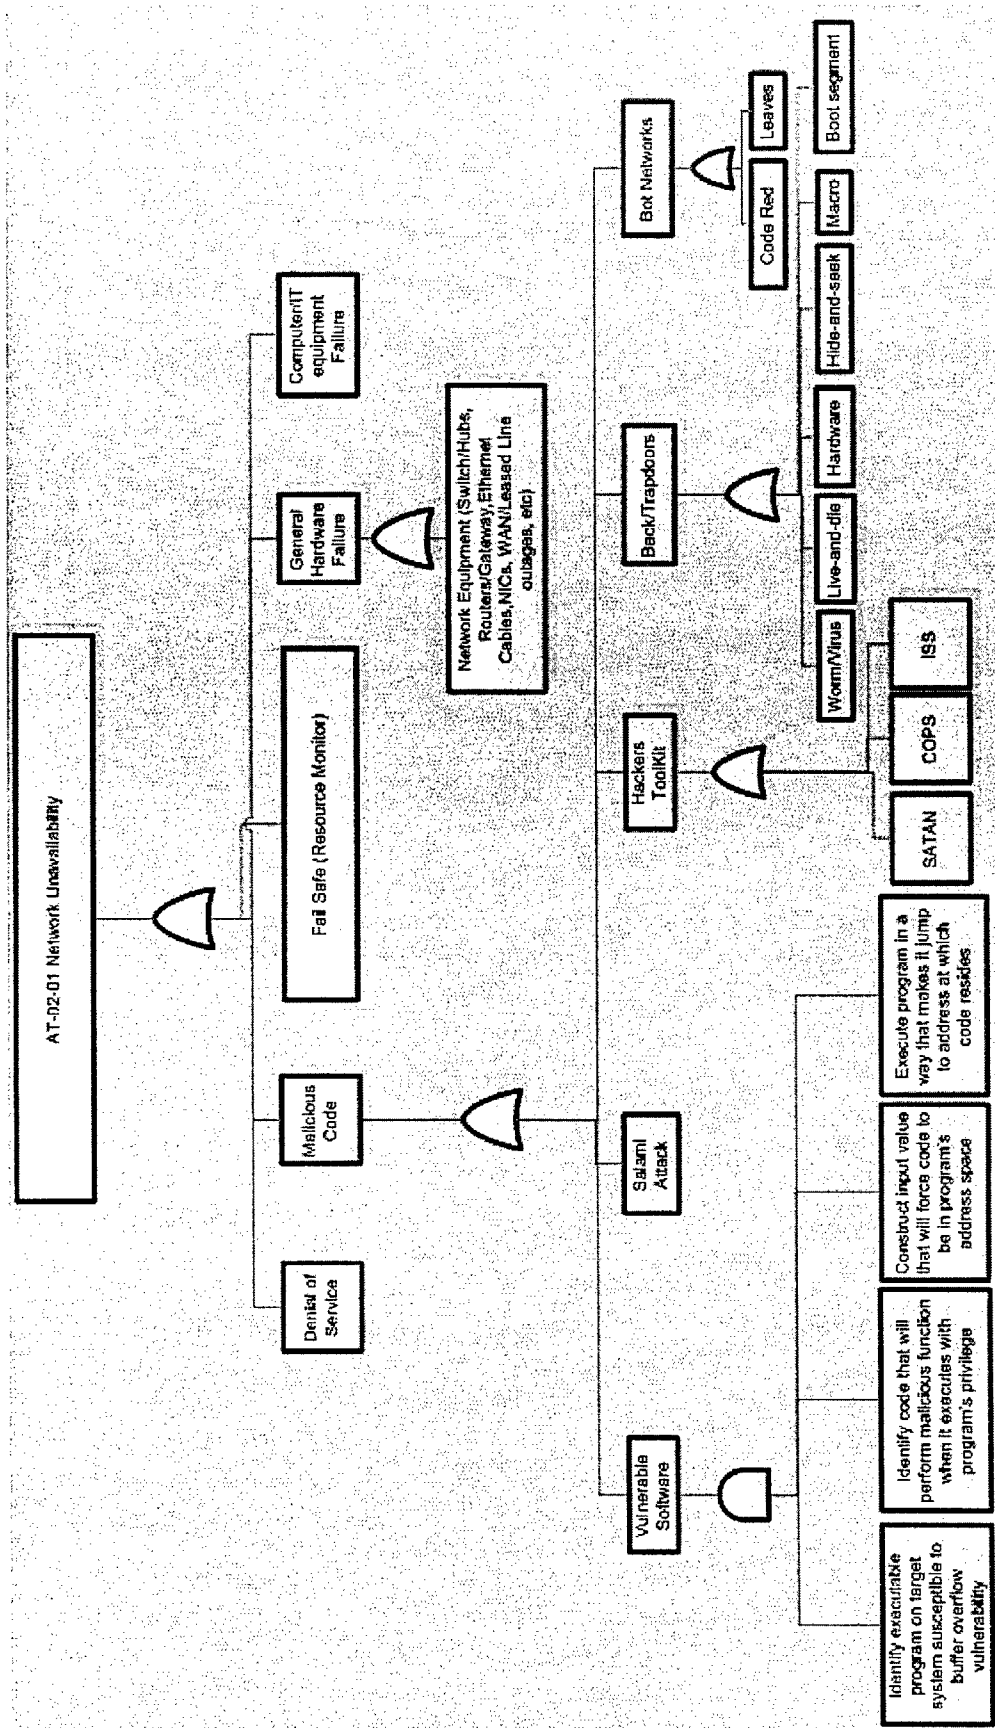 AT-02-01 Network Unavailability
Denial of
Service
Malicious
Code
Fail Safe (Resource Monitor)
General
Hardware
Failure
Computer/IT
equipment
Failure
Network Equipment (Switch/Hubs,
Routers/Gateway,Ethernet
Cables,NICs, WAN/Leased Line
outages, etc)
Vulnerable
Software
Salami
Attack
Hackers
ToolKit
Back/Trapdoors
Bot Networks
Code Red
Leaves
Worm/Virus
Live-and-die
Hardware
Hide-and-seek
Macro
Boot segment
Identify executable
program on target
system susceptible to
buffer overflow
vulnerability
Identify code that will
perform malicious function
when it executes with
program's privilege
Construct input value
that will force code to
be in program's
address space
Execute program in a
way that makes it jump
to address at which
code resides
SATAN
COPS
ISS